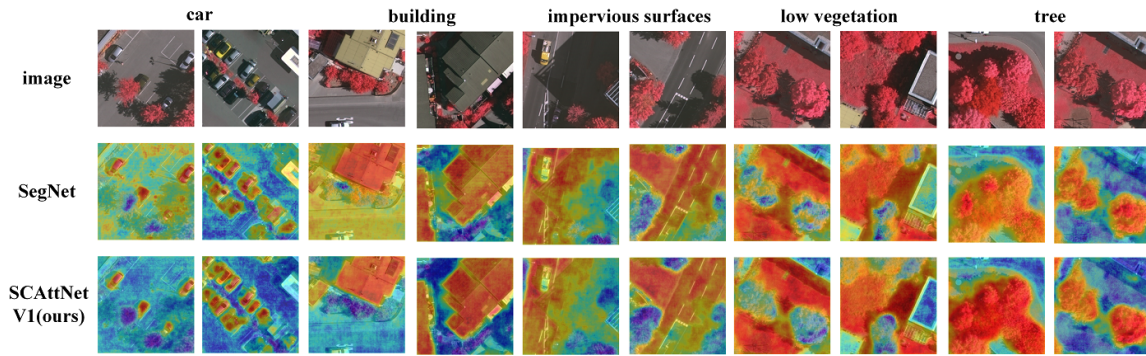 car building impervious surfaces low vegetation tree
image
SegNet
SCAttNet
V1(ours)